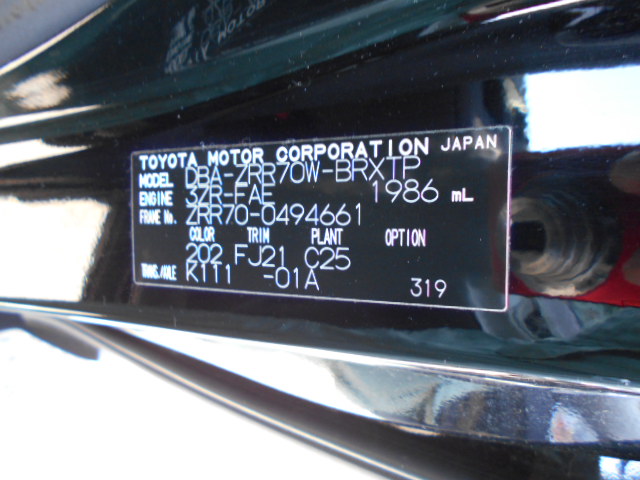 TOYOTA MOTOR CORPORATION JAPAN
MODEL DBA-ZRR70W-BRXTP
ENGINE 3ZR-FAE 1986 mL
FRAME No. ZRR70-0494661
COLOR TRIM PLANT OPTION
202 FJ21 C25
TRANS./AXLE K111 -01A
319